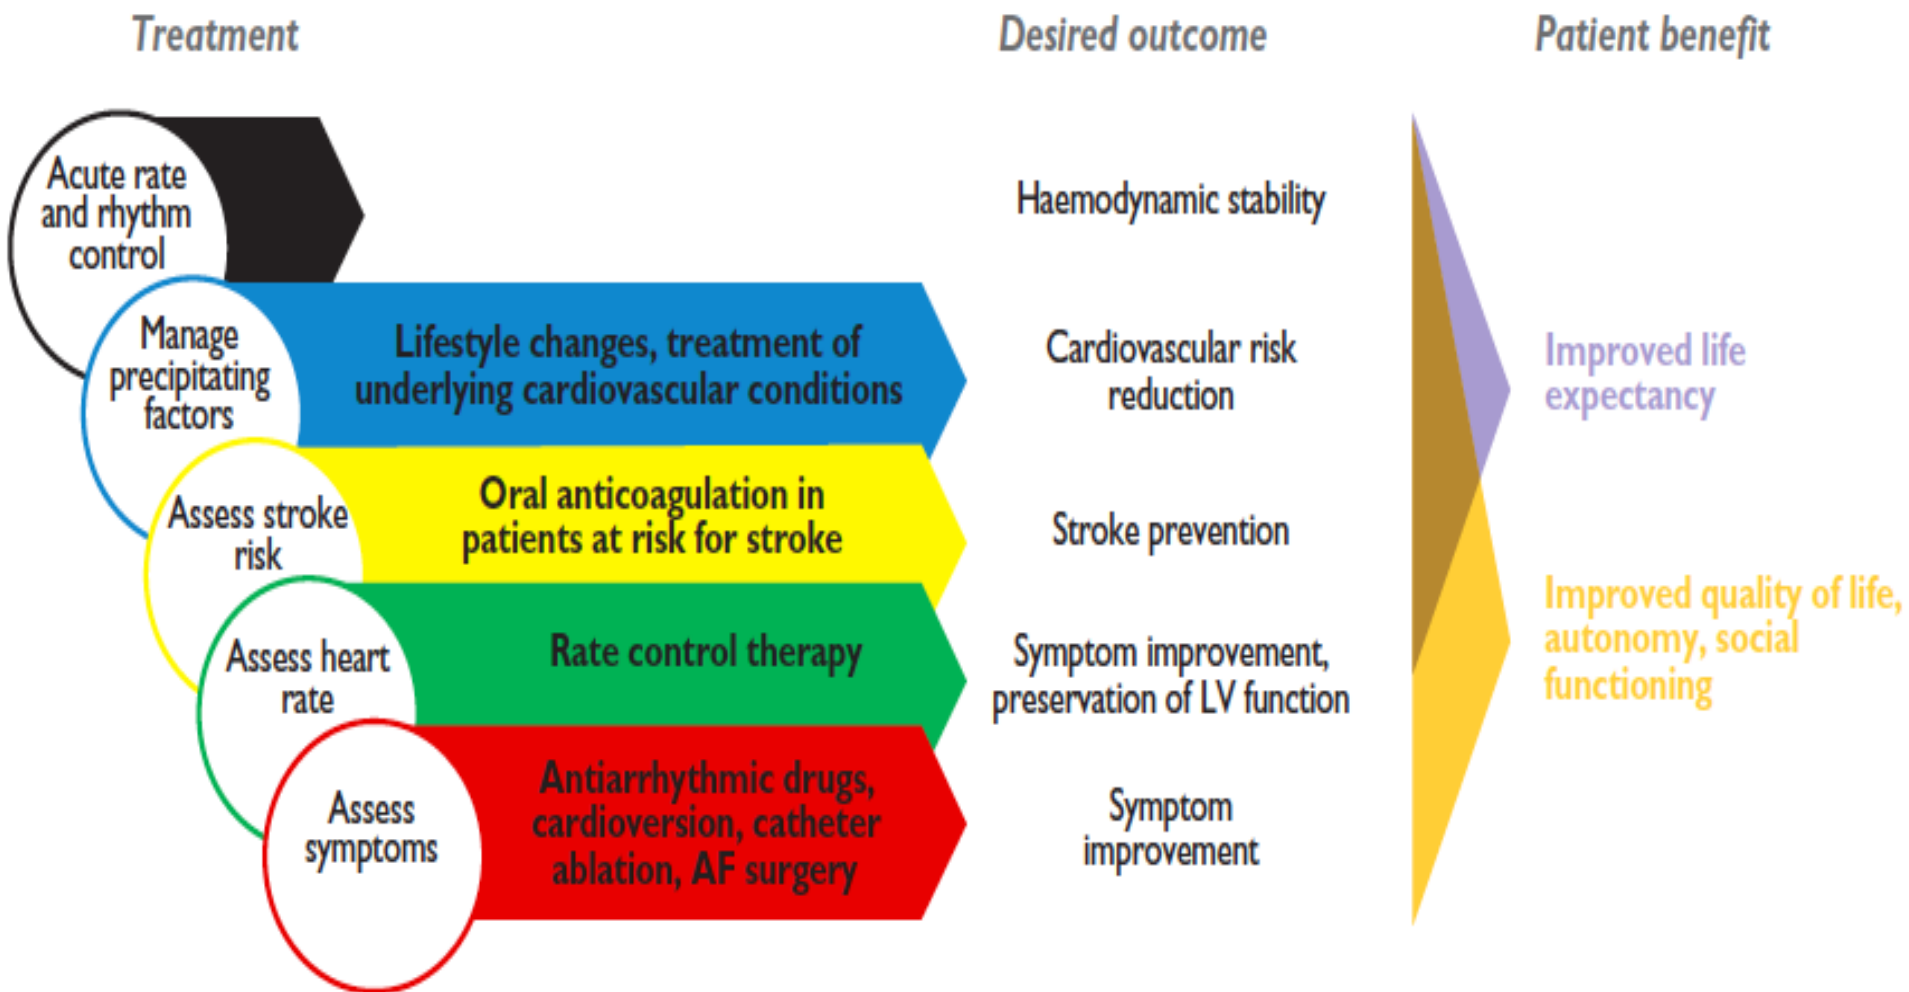 Treatment
Desired outcome
Patient benefit
Acute rate
and rhythm
control
Haemodynamic stability
Manage
precipitating
factors
Lifestyle changes, treatment of
underlying cardiovascular conditions
Cardiovascular risk
reduction
Improved life
expectancy
Assess stroke
risk
Oral anticoagulation in
patients at risk for stroke
Stroke prevention
Assess heart
rate
Rate control therapy
Symptom improvement,
preservation of LV function
Improved quality of life,
autonomy, social
functioning
Assess
symptoms
Antiarrhythmic drugs,
cardioversion, catheter
ablation, AF surgery
Symptom
improvement